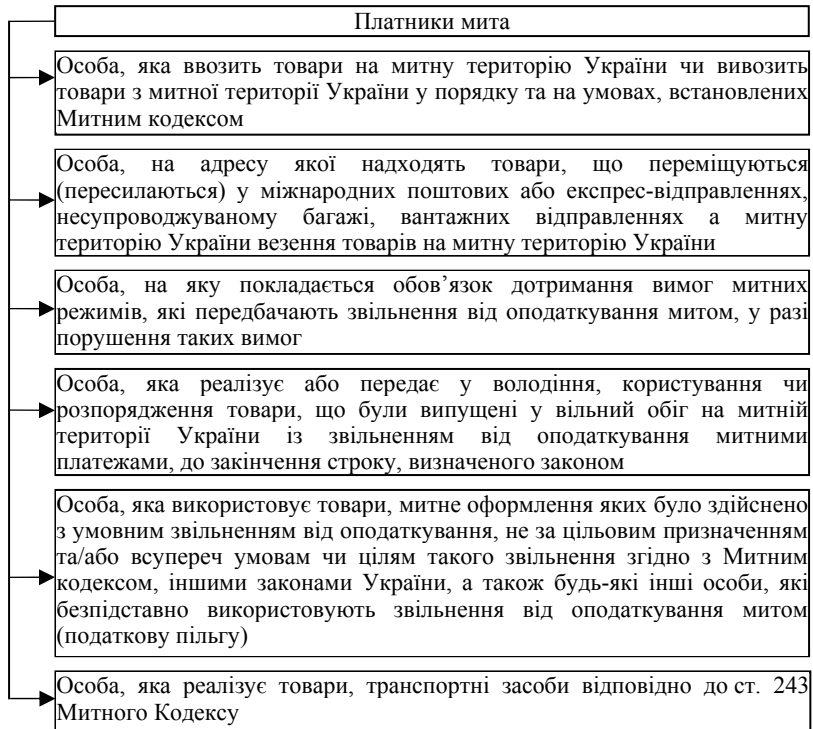 Платники мита
Особа, яка ввозить товари на митну територію України чи вивозить
товари з митної території України у порядку та на умовах, встановлених
Митним кодексом
Особа, на адресу якої надходять товари, що переміщуються
(пересилаються) у міжнародних поштових або експрес-відправленнях,
несупроводжуваному багажі, вантажних відправленнях а митну
територію України везення товарів на митну територію України
Особа, на яку покладається обов’язок дотримання вимог митних
режимів, які передбачають звільнення від оподаткування митом, у разі
порушення таких вимог
Особа, яка реалізує або передає у володіння, користування чи
розпорядження товари, що були випущені у вільний обіг на митній
території України із звільненням від оподаткування митними
платежами, до закінчення строку, визначеного законом
Особа, яка використовує товари, митне оформлення яких було здійснено
з умовним звільненням від оподаткування, не за цільовим призначенням
та/або всупереч умовам чи цілям такого звільнення згідно з Митним
кодексом, іншими законами України, а також будь-які інші особи, які
безпідставно використовують звільнення від оподаткування митом
(податкову пільгу)
Особа, яка реалізує товари, транспортні засоби відповідно до ст. 243
Митного Кодексу